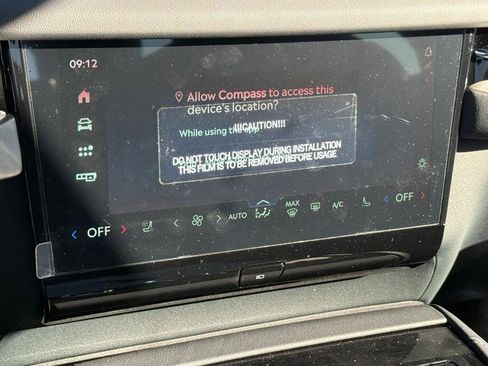 09:12
Allow Compass to access this
device's location?
!!!CAUTION!!!
While using the app
DO NOT TOUCH DISPLAY DURING INSTALLATION
THIS FILM IS TO BE REMOVED BEFORE USAGE
MAX
OFF AUTO A/C OFF